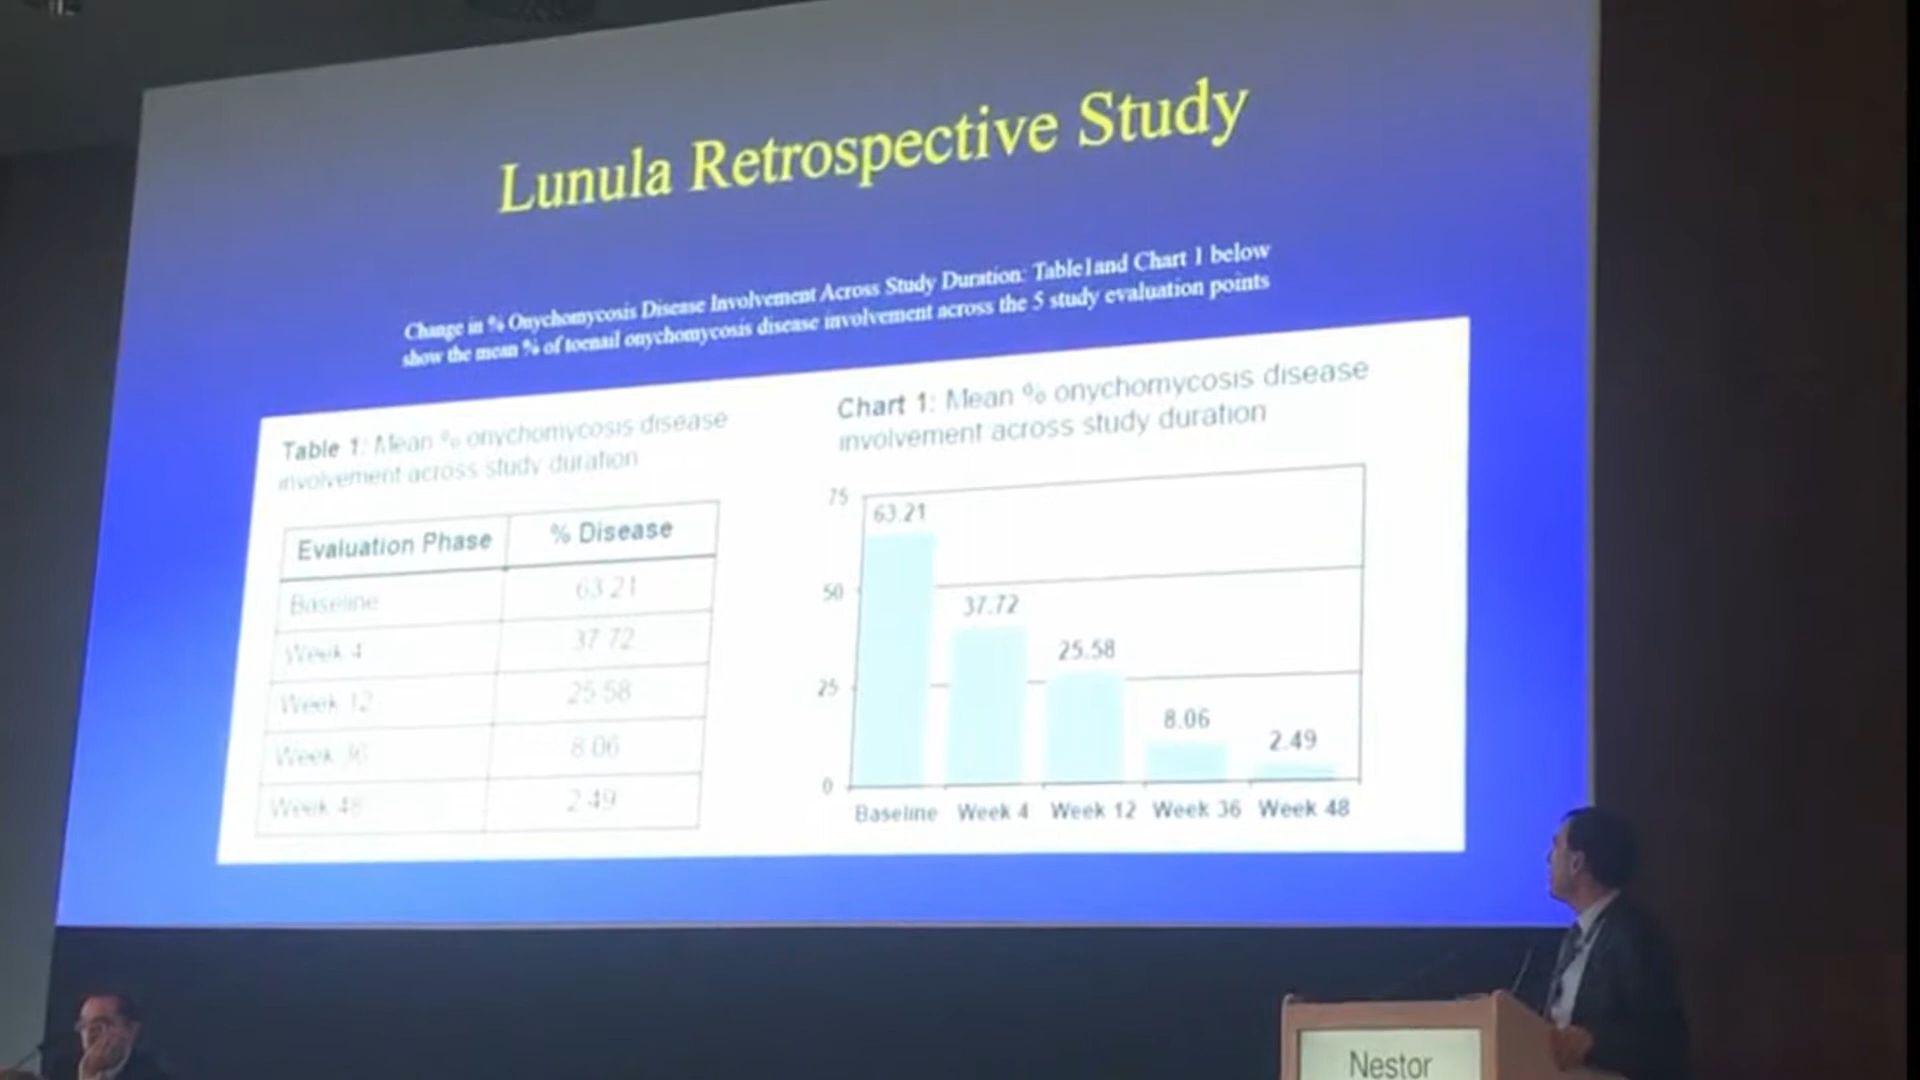 Lunula Retrospective Study
Change in % Onychomycosis Disease Involvement Across Study Duration: Table1and Chart 1 below
show the mean % of toenail onychomycosis disease involvement across the 5 study evaluation points
Table 1: Mean % onychomycosis disease
involvement across study duration
Evaluation Phase % Disease
Baseline 63.21
Week 4 37.72
Week 12 25.58
Week 36 8.06
Week 48 2.49
Chart 1: Mean % onychomycosis disease
involvement across study duration
75
63.21
50
37.72
25.58
25
8.06
2.49
0
Baseline Week 4 Week 12 Week 36 Week 48
Nestor